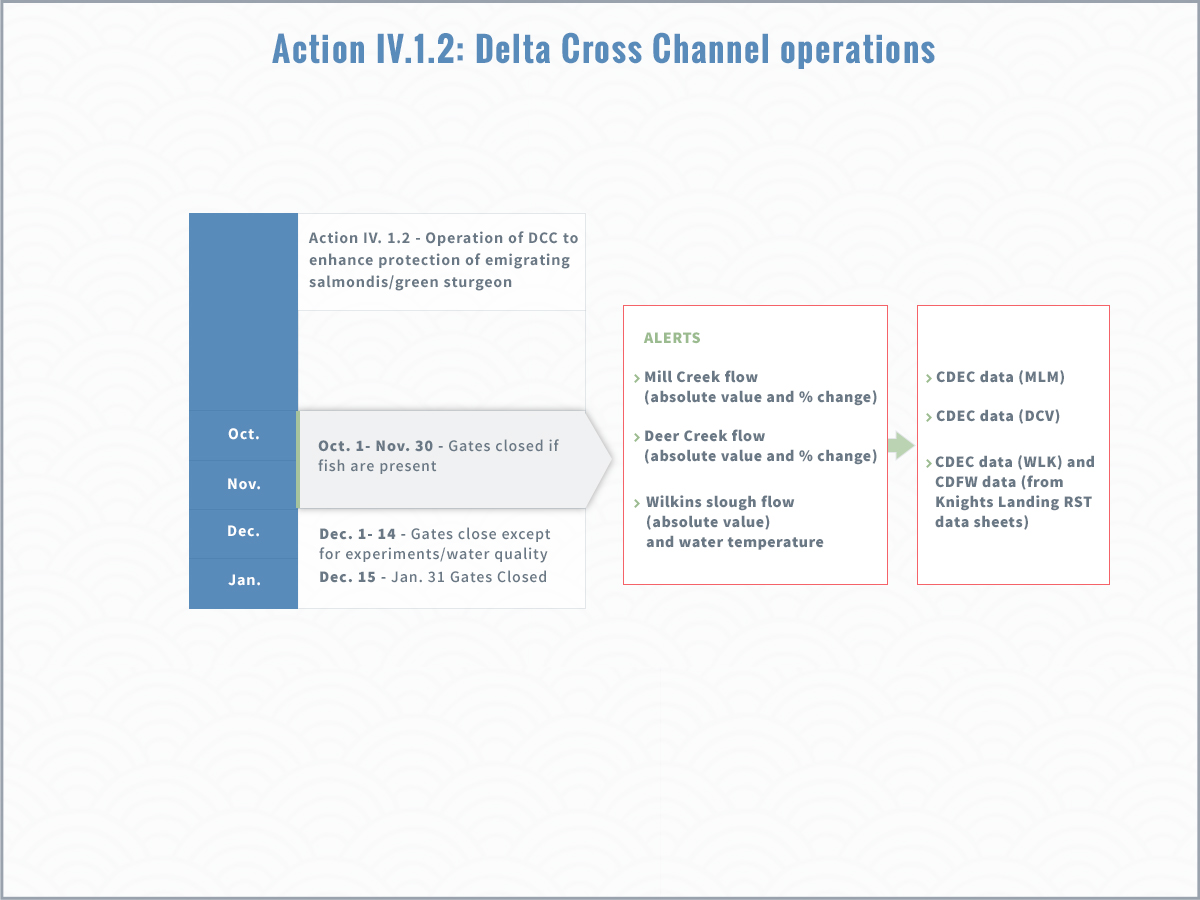 Action IV.1.2: Delta Cross Channel operations
Action IV. 1.2 - Operation of DCC to
enhance protection of emigrating
salmondis/green sturgeon
Oct.
Nov.
Dec.
Jan.
Oct. 1- Nov. 30 - Gates closed if
fish are present
Dec. 1- 14 - Gates close except
for experiments/water quality
Dec. 15 - Jan. 31 Gates Closed
ALERTS
› Mill Creek flow
(absolute value and % change)
› Deer Creek flow
(absolute value and % change)
› Wilkins slough flow
(absolute value)
and water temperature
› CDEC data (MLM)
› CDEC data (DCV)
› CDEC data (WLK) and
CDFW data (from
Knights Landing RST
data sheets)